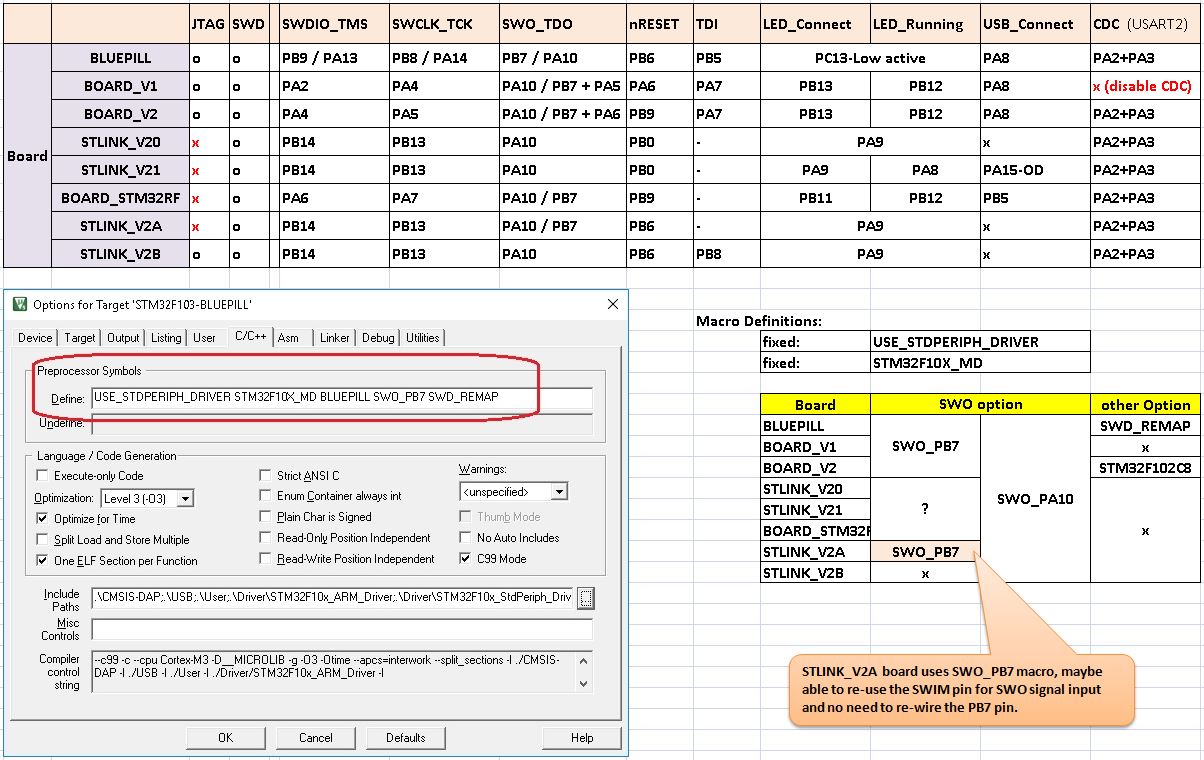 JTAG SWD SWDIO_TMS SWCLK_TCK SWO_TDO nRESET TDI LED_Connect LED_Running USB_Connect CDC (USART2)
Board
BLUEPILL o o PB9 / PA13 PB8 / PA14 PB7 / PA10 PB6 PB5 PC13-Low active PA8 PA2+PA3
BOARD_V1 o o PA2 PA4 PA10 / PB7 + PA5 PA6 PA7 PB13 PB12 PA8 x (disable CDC)
BOARD_V2 o o PA4 PA5 PA10 / PB7 + PA6 PB9 PA7 PB13 PB12 PA8 PA2+PA3
STLINK_V20 x o PB14 PB13 PA10 PB0 - PA9 x PA2+PA3
STLINK_V21 x o PB14 PB13 PA10 PB0 - PA9 PA8 PA15-OD PA2+PA3
BOARD_STM32RF x o PA6 PA7 PA10 / PB7 PB9 - PB11 PB12 PB5 PA2+PA3
STLINK_V2A x o PB14 PB13 PA10 / PB7 PB6 - PA9 x PA2+PA3
STLINK_V2B o o PB14 PB13 PA10 PB6 PB8 PA9 x PA2+PA3
Options for Target 'STM32F103-BLUEPILL'
Device Target Output Listing User C/C++ Asm Linker Debug Utilities
Preprocessor Symbols
Define: USE_STDPERIPH_DRIVER STM32F10X_MD BLUEPILL SWO_PB7 SWD_REMAP
Undefine:
Language / Code Generation
Execute-only Code
Optimization: Level 3 (-O3)
Optimize for Time
Split Load and Store Multiple
One ELF Section per Function
Strict ANSI C
Enum Container always int
Plain Char is Signed
Read-Only Position Independent
Read-Write Position Independent
Warnings:
<unspecified>
Thumb Mode
No Auto Includes
C99 Mode
Include
Paths
.\CMSIS-DAP;.\USB;.\User;.\Driver\STM32F10x_ARM_Driver;.\Driver\STM32F10x_StdPeriph_Driv
...
Misc
Controls
Compiler
control
string
--c99 -c --cpu Cortex-M3 -D__MICROLIB -g -O3 -Otime --apcs=interwork --split_sections -I ./CMSIS-
DAP -I ./USB -I ./User -I ./Driver/STM32F10x_ARM_Driver -I
OK Cancel Defaults Help
Macro Definitions:
fixed: USE_STDPERIPH_DRIVER
fixed: STM32F10X_MD
Board SWO option other Option
BLUEPILL SWD_REMAP
BOARD_V1 SWO_PB7 x
BOARD_V2 STM32F102C8
STLINK_V20 SWO_PA10
STLINK_V21 ?
BOARD_STM32F x
STLINK_V2A SWO_PB7
STLINK_V2B x
STLINK_V2A board uses SWO_PB7 macro, maybe
able to re-use the SWIM pin for SWO signal input
and no need to re-wire the PB7 pin.